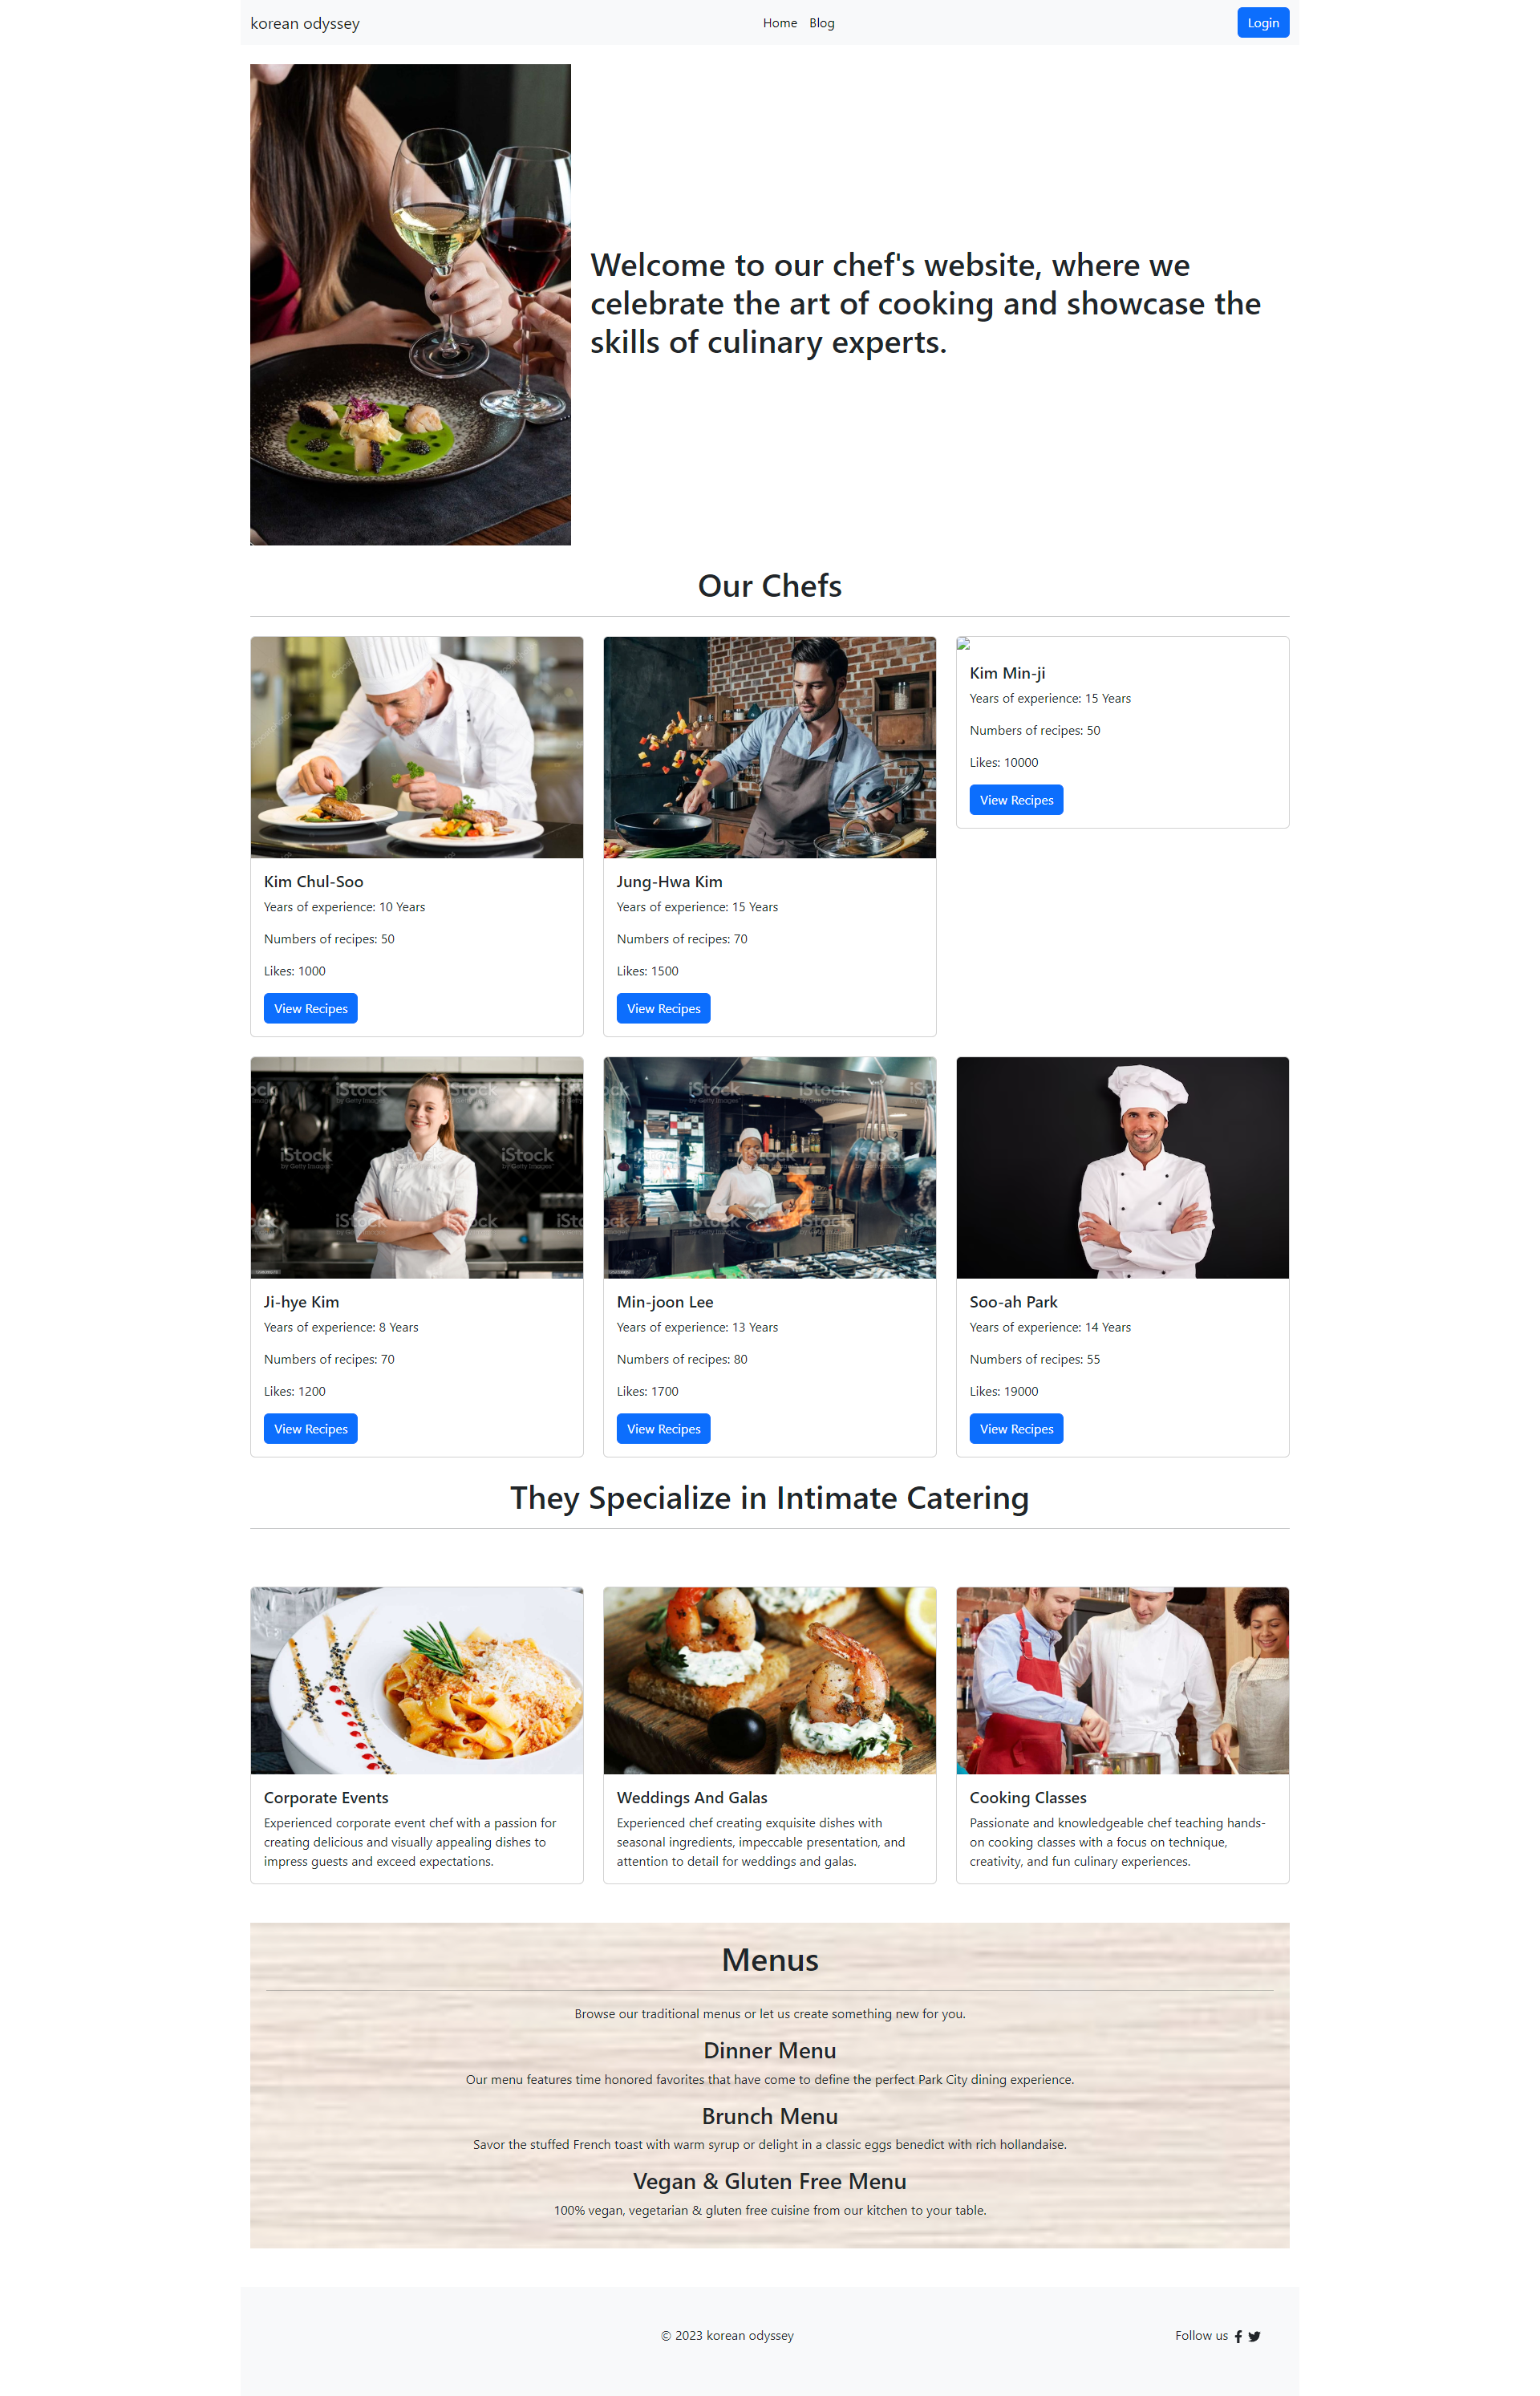 korean odyssey
Home Blog
Login
Welcome to our chef's website, where we
celebrate the art of cooking and showcase the
skills of culinary experts.
Our Chefs
Kim Chul-Soo
Years of experience: 10 Years
Numbers of recipes: 50
Likes: 1000
View Recipes
Jung-Hwa Kim
Years of experience: 15 Years
Numbers of recipes: 70
Likes: 1500
View Recipes
Kim Min-ji
Years of experience: 15 Years
Numbers of recipes: 50
Likes: 10000
View Recipes
iStock
by Getty Images
Ji-hye Kim
Years of experience: 8 Years
Numbers of recipes: 70
Likes: 1200
View Recipes
iStock
by Getty Images
Min-joon Lee
Years of experience: 13 Years
Numbers of recipes: 80
Likes: 1700
View Recipes
Soo-ah Park
Years of experience: 14 Years
Numbers of recipes: 55
Likes: 19000
View Recipes
They Specialize in Intimate Catering
Corporate Events
Experienced corporate event chef with a passion for
creating delicious and visually appealing dishes to
impress guests and exceed expectations.
Weddings And Galas
Experienced chef creating exquisite dishes with
seasonal ingredients, impeccable presentation, and
attention to detail for weddings and galas.
Cooking Classes
Passionate and knowledgeable chef teaching hands-
on cooking classes with a focus on technique,
creativity, and fun culinary experiences.
Menus
Browse our traditional menus or let us create something new for you.
Dinner Menu
Our menu features time honored favorites that have come to define the perfect Park City dining experience.
Brunch Menu
Savor the stuffed French toast with warm syrup or delight in a classic eggs benedict with rich hollandaise.
Vegan & Gluten Free Menu
100% vegan, vegetarian & gluten free cuisine from our kitchen to your table.
© 2023 korean odyssey
Follow us